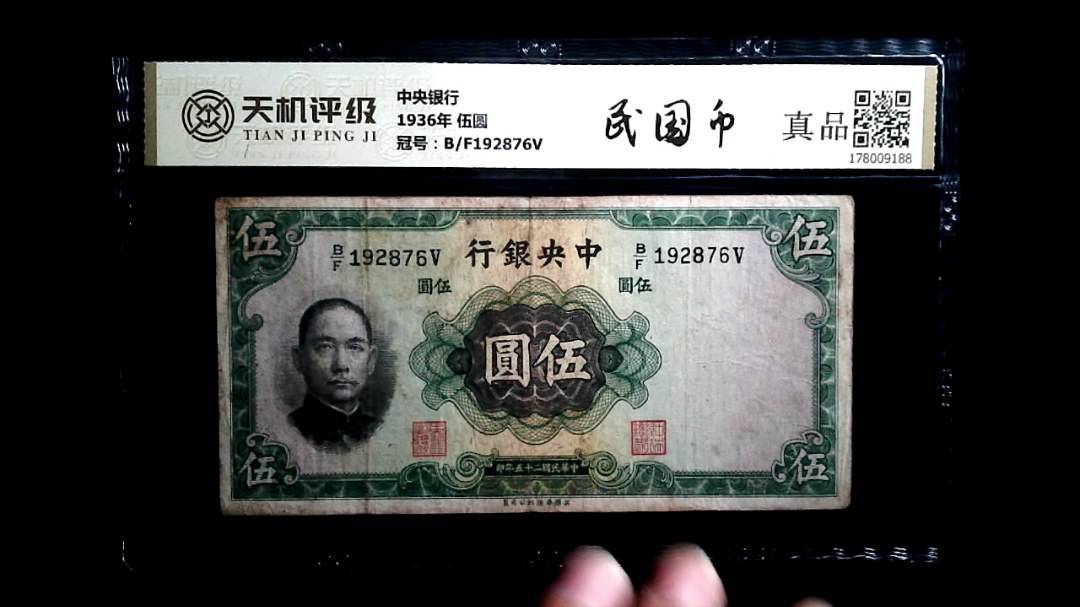 天机评级
TIAN JI PING JI
中央银行
1936年 伍圆
冠号：B/F192876V
民国币
真品
178009188
伍
伍
B/F 192876V
行銀央中
B/F 192876V
圓伍
圓伍
圓伍
伍
伍
印年五十二國民華中